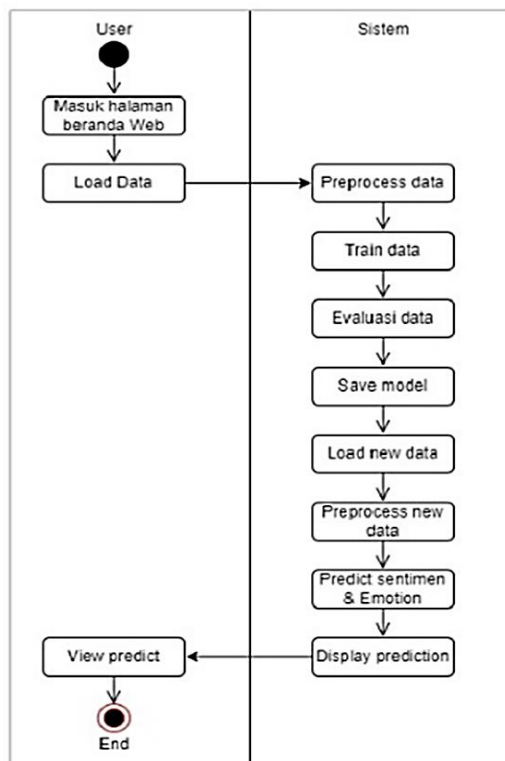 User
Sistem
Masuk halaman
beranda Web
Load Data
Preprocess data
Train data
Evaluasi data
Save model
Load new data
Preprocess new
data
Predict sentimen
& Emotion
View predict
Display prediction
End